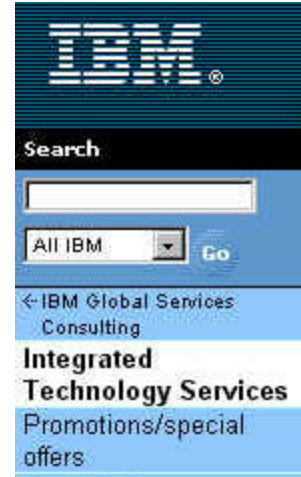 IBM®
Search
All IBM
Go
←IBM Global Services
Consulting
Integrated
Technology Services
Promotions/special
offers